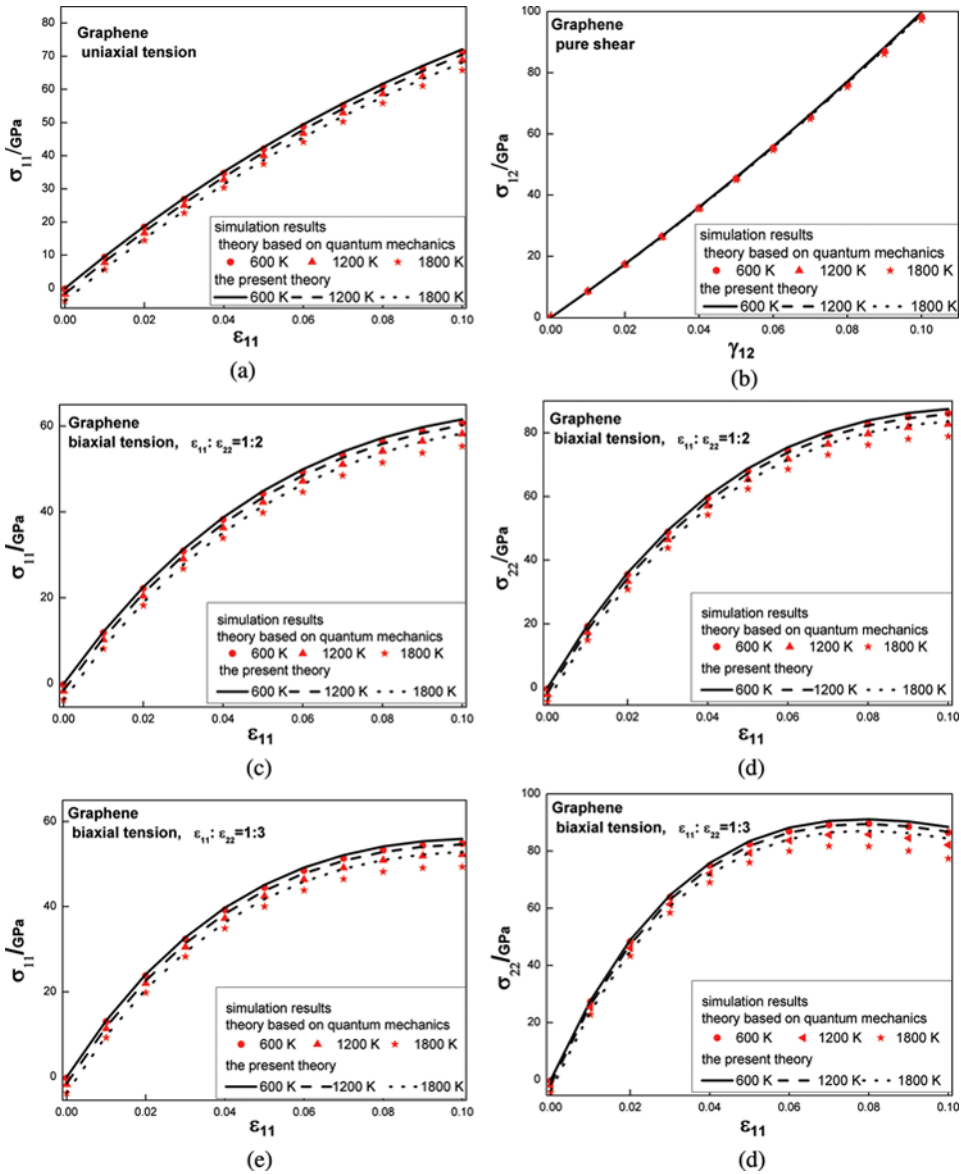 Graphene
uniaxial tension
σ11/GPa
70
60
50
40
30
20
10
0
simulation results
theory based on quantum mechanics
600 K 1200 K 1800 K
the present theory
600 K 1200 K 1800 K
0.00 0.02 0.04 0.06 0.08 0.10
ε11
(a)
Graphene
pure shear
σ12/GPa
100
80
60
40
20
0
simulation results
theory based on quantum mechanics
600 K 1200 K 1800 K
the present theory
600 K 1200 K 1800 K
0.00 0.02 0.04 0.06 0.08 0.10
γ12
(b)
Graphene
biaxial tension, ε11: ε22=1:2
σ11/GPa
60
40
20
0
simulation results
theory based on quantum mechanics
600 K 1200 K 1800 K
the present theory
600 K 1200 K 1800 K
0.00 0.02 0.04 0.06 0.08 0.10
ε11
(c)
Graphene
biaxial tension, ε11: ε22=1:2
σ22/GPa
80
60
40
20
0
simulation results
theory based on quantum mechanics
600 K 1200 K 1800 K
the present theory
600 K 1200 K 1800 K
0.00 0.02 0.04 0.06 0.08 0.10
ε11
(d)
Graphene
biaxial tension, ε11: ε22=1:3
σ11/GPa
60
40
20
0
simulation results
theory based on quantum mechanics
600 K 1200 K 1800 K
the present theory
600 K 1200 K 1800 K
0.00 0.02 0.04 0.06 0.08 0.10
ε11
(e)
Graphene
biaxial tension, ε11: ε22=1:3
σ22/GPa
100
80
60
40
20
0
simulation results
theory based on quantum mechanics
600 K 1200 K 1800 K
the present theory
600 K 1200 K 1800 K
0.00 0.02 0.04 0.06 0.08 0.10
ε11
(d)